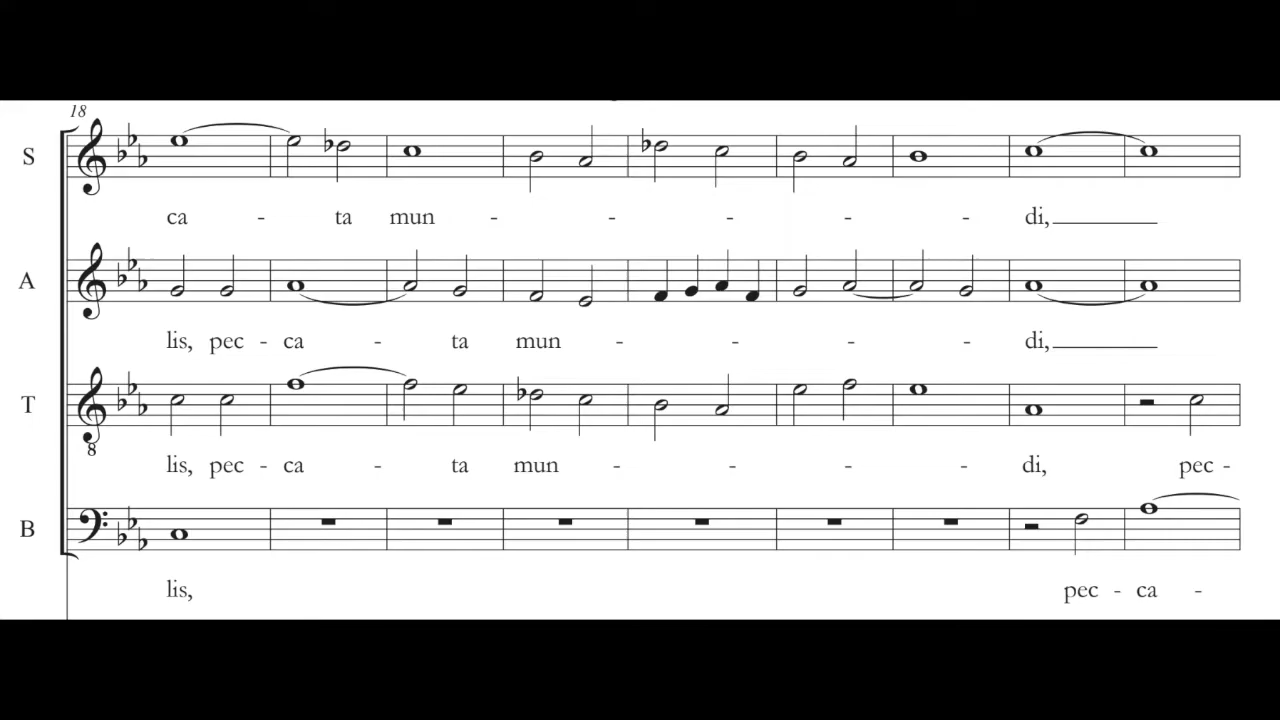 18
S
ca - ta mun - - - - - di,
A
lis, pec - ca - ta mun - - - - di,
T
8
lis, pec - ca - ta mun - - - - di, pec -
B
lis, pec - ca -